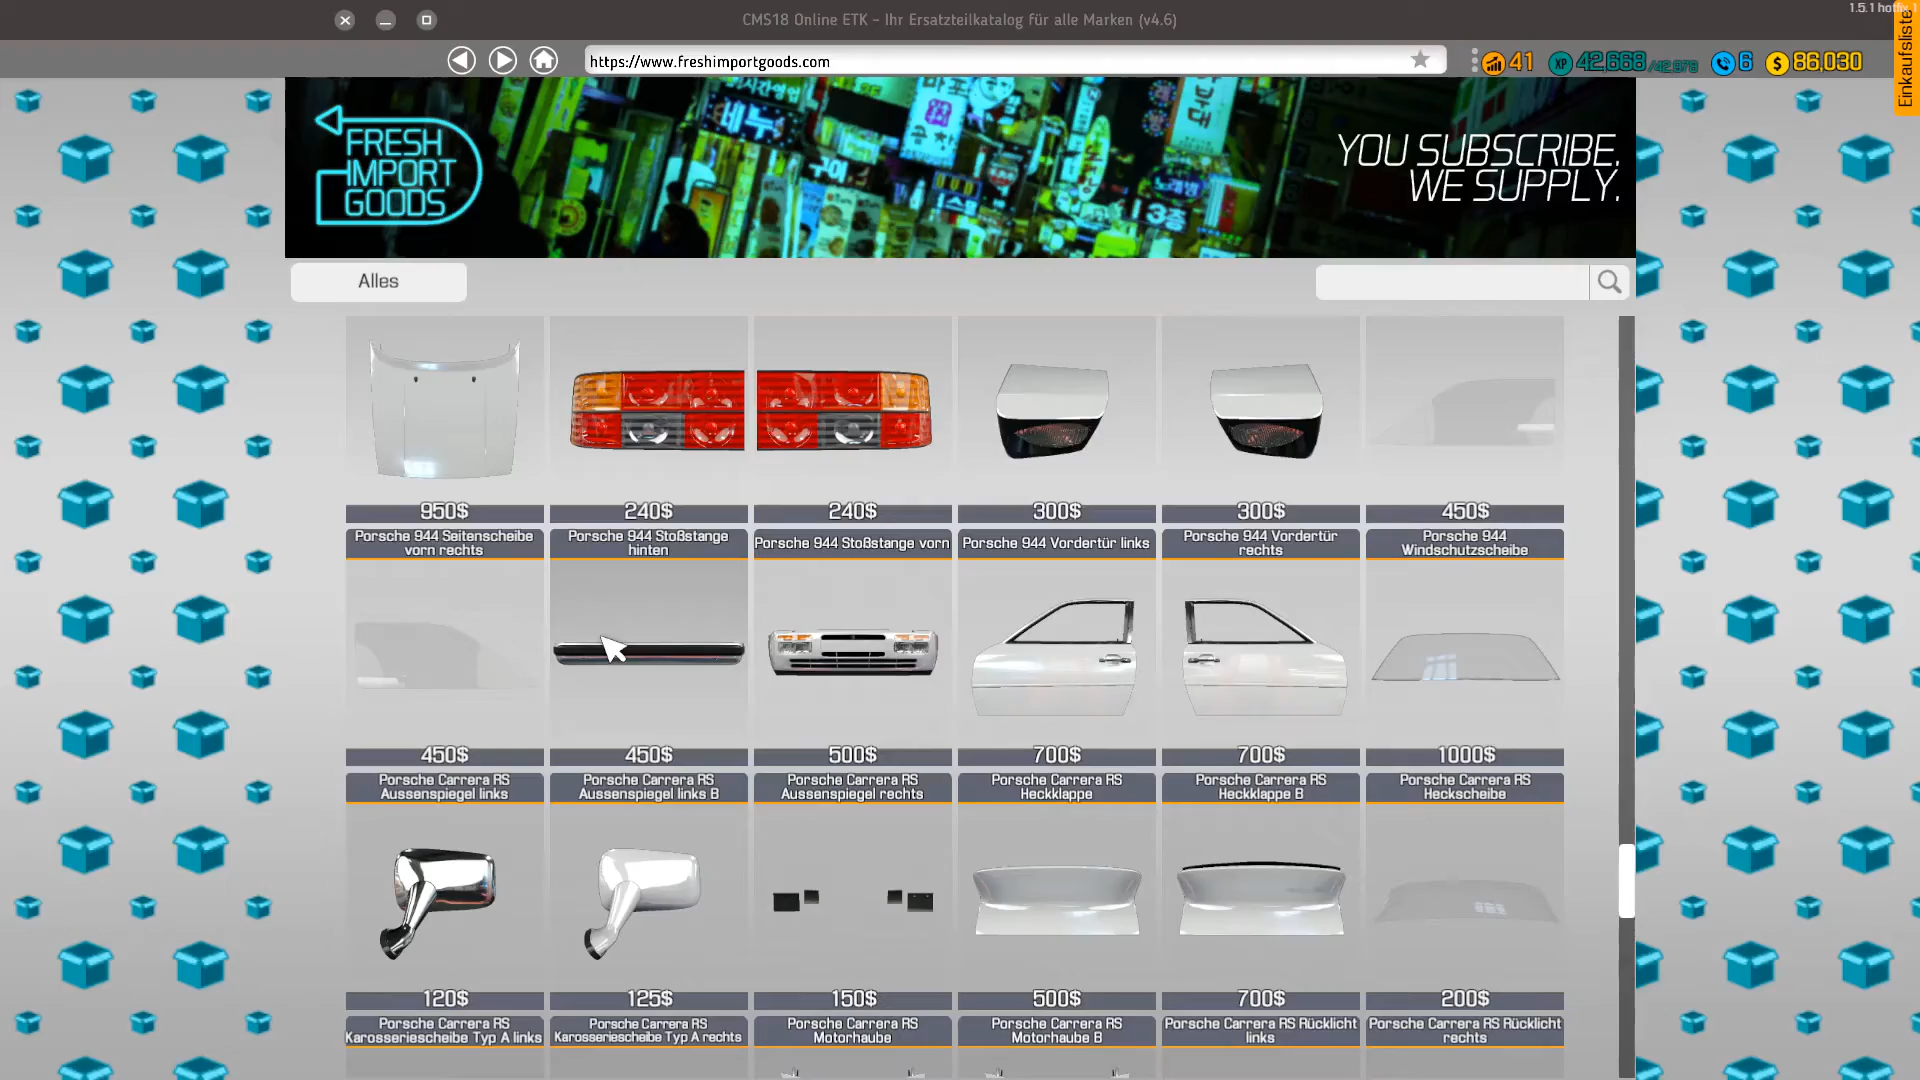 CMS18 Online ETK - Ihr Ersatzteilkatalog für alle Marken (v4.6)
1.5.1 hotfix 1
https://www.freshimportgoods.com
41
XP 42,668/42,978
6
$ 86,030
Einkaufsliste
FRESH
IMPORT
GOODS
YOU SUBSCRIBE.
WE SUPPLY.
Alles
950$ 240$ 240$ 300$ 300$ 450$
Porsche 944 Seitenscheibe vorn rechts
Porsche 944 Stoßstange hinten
Porsche 944 Stoßstange vorn
Porsche 944 Vordertür links
Porsche 944 Vordertür rechts
Porsche 944 Windschutzscheibe
450$ 450$ 500$ 700$ 700$ 1000$
Porsche Carrera RS Aussenspiegel links
Porsche Carrera RS Aussenspiegel links B
Porsche Carrera RS Aussenspiegel rechts
Porsche Carrera RS Heckklappe
Porsche Carrera RS Heckklappe B
Porsche Carrera RS Heckscheibe
120$ 125$ 150$ 500$ 700$ 200$
Porsche Carrera RS Karosseriescheibe Typ A links
Porsche Carrera RS Karosseriescheibe Typ A rechts
Porsche Carrera RS Motorhaube
Porsche Carrera RS Motorhaube B
Porsche Carrera RS Rücklicht links
Porsche Carrera RS Rücklicht rechts